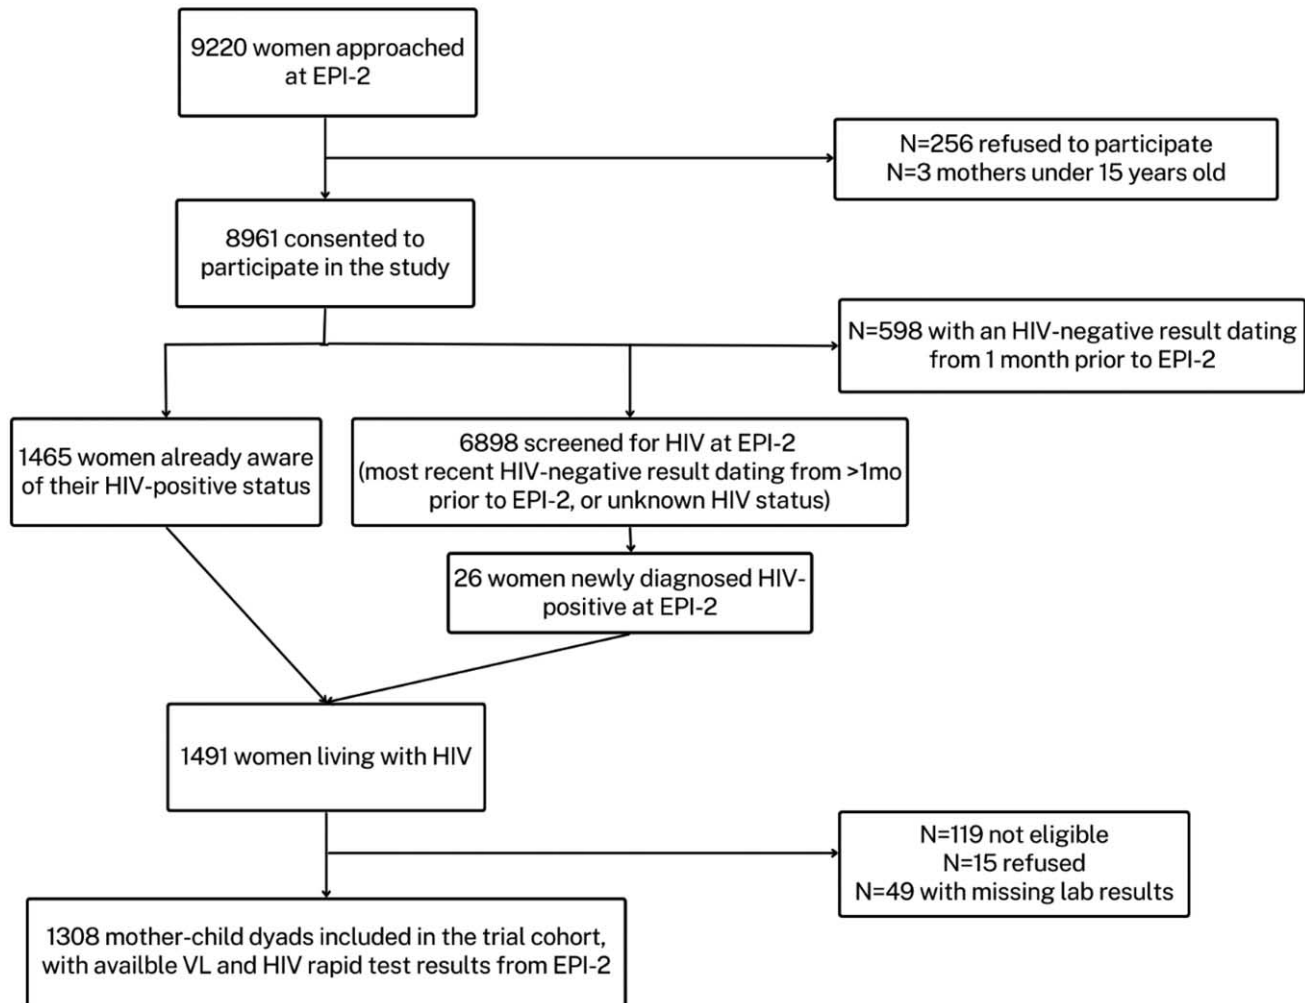 9220 women approached
at EPI-2
N=256 refused to participate
N=3 mothers under 15 years old
8961 consented to
participate in the study
N=598 with an HIV-negative result dating
from 1 month prior to EPI-2
1465 women already aware
of their HIV-positive status
6898 screened for HIV at EPI-2
(most recent HIV-negative result dating from >1mo
prior to EPI-2, or unknown HIV status)
26 women newly diagnosed HIV-
positive at EPI-2
1491 women living with HIV
N=119 not eligible
N=15 refused
N=49 with missing lab results
1308 mother-child dyads included in the trial cohort,
with availble VL and HIV rapid test results from EPI-2